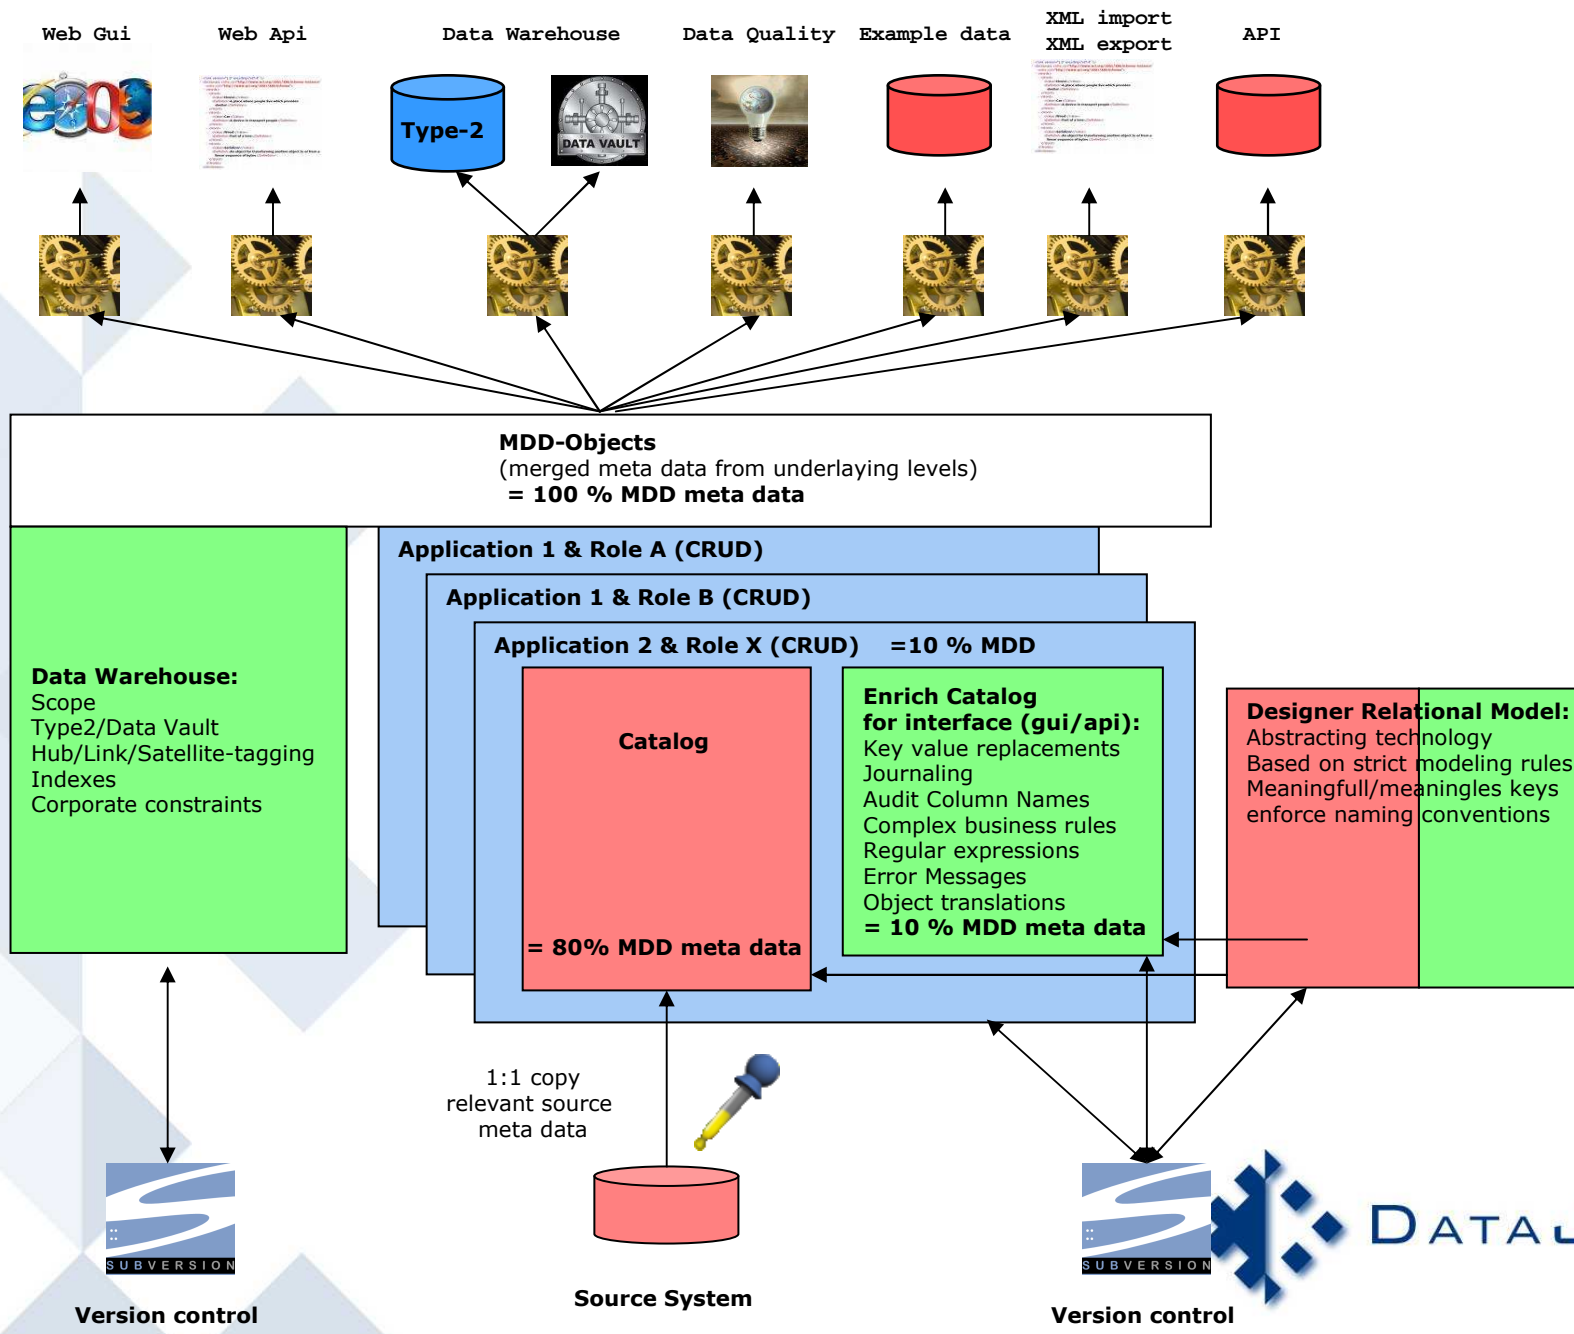 Web Gui
Web Api
Data Warehouse
Data Quality
Example data
XML import
XML export
API
Type-2
DATA VAULT
MDD-Objects
(merged meta data from underlaying levels)
= 100 % MDD meta data
Application 1 & Role A (CRUD)
Application 1 & Role B (CRUD)
Application 2 & Role X (CRUD) =10 % MDD
Data Warehouse:
Scope
Type2/Data Vault
Hub/Link/Satellite-tagging
Indexes
Corporate constraints
Catalog
= 80% MDD meta data
Enrich Catalog
for interface (gui/api):
Key value replacements
Journaling
Audit Column Names
Complex business rules
Regular expressions
Error Messages
Object translations
= 10 % MDD meta data
Designer Relational Model:
Abstracting technology
Based on strict modeling rules
Meaningfull/meaningles keys
enforce naming conventions
1:1 copy
relevant source
meta data
SUBVERSION
Version control
Source System
SUBVERSION
Version control
DATA